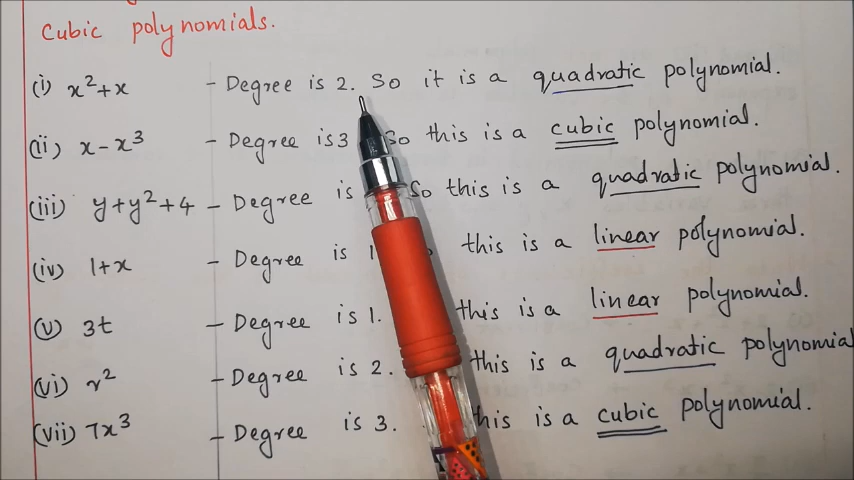 cubic polynomials.
(i) x²+x - Degree is 2. So it is a quadratic polynomial.
(ii) x - x³ - Degree is 3 So this is a cubic polynomial.
(iii) y+y²+4 - Degree is So this is a quadratic polynomial.
(iv) 1+x - Degree is 1 this is a linear polynomial.
(v) 3t - Degree is 1. this is a linear polynomial.
(vi) r² - Degree is 2. this is a quadratic polynomial
(vii) 7x³ - Degree is 3. this is a cubic polynomial.